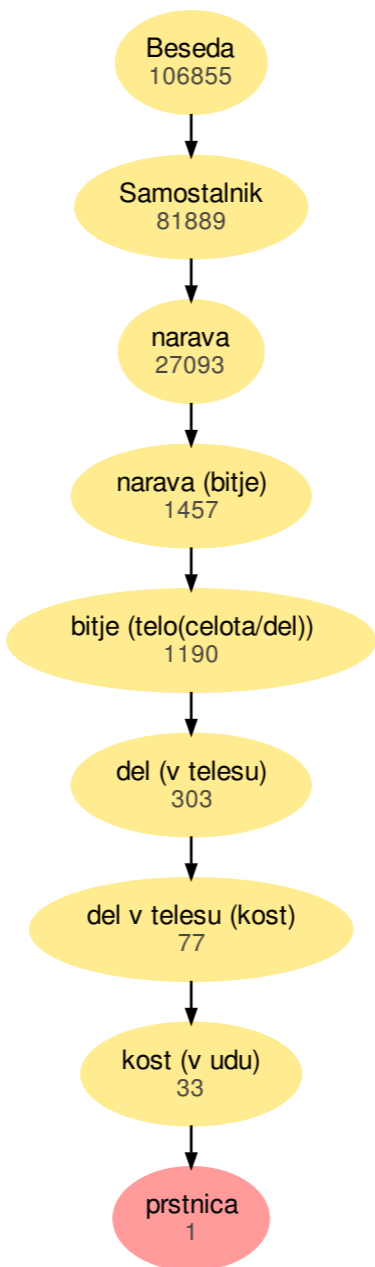 Beseda
106855
Samostalnik
81889
narava
27093
narava (bitje)
1457
bitje (telo(celota/del))
1190
del (v telesu)
303
del v telesu (kost)
77
kost (v udu)
33
prstnica
1